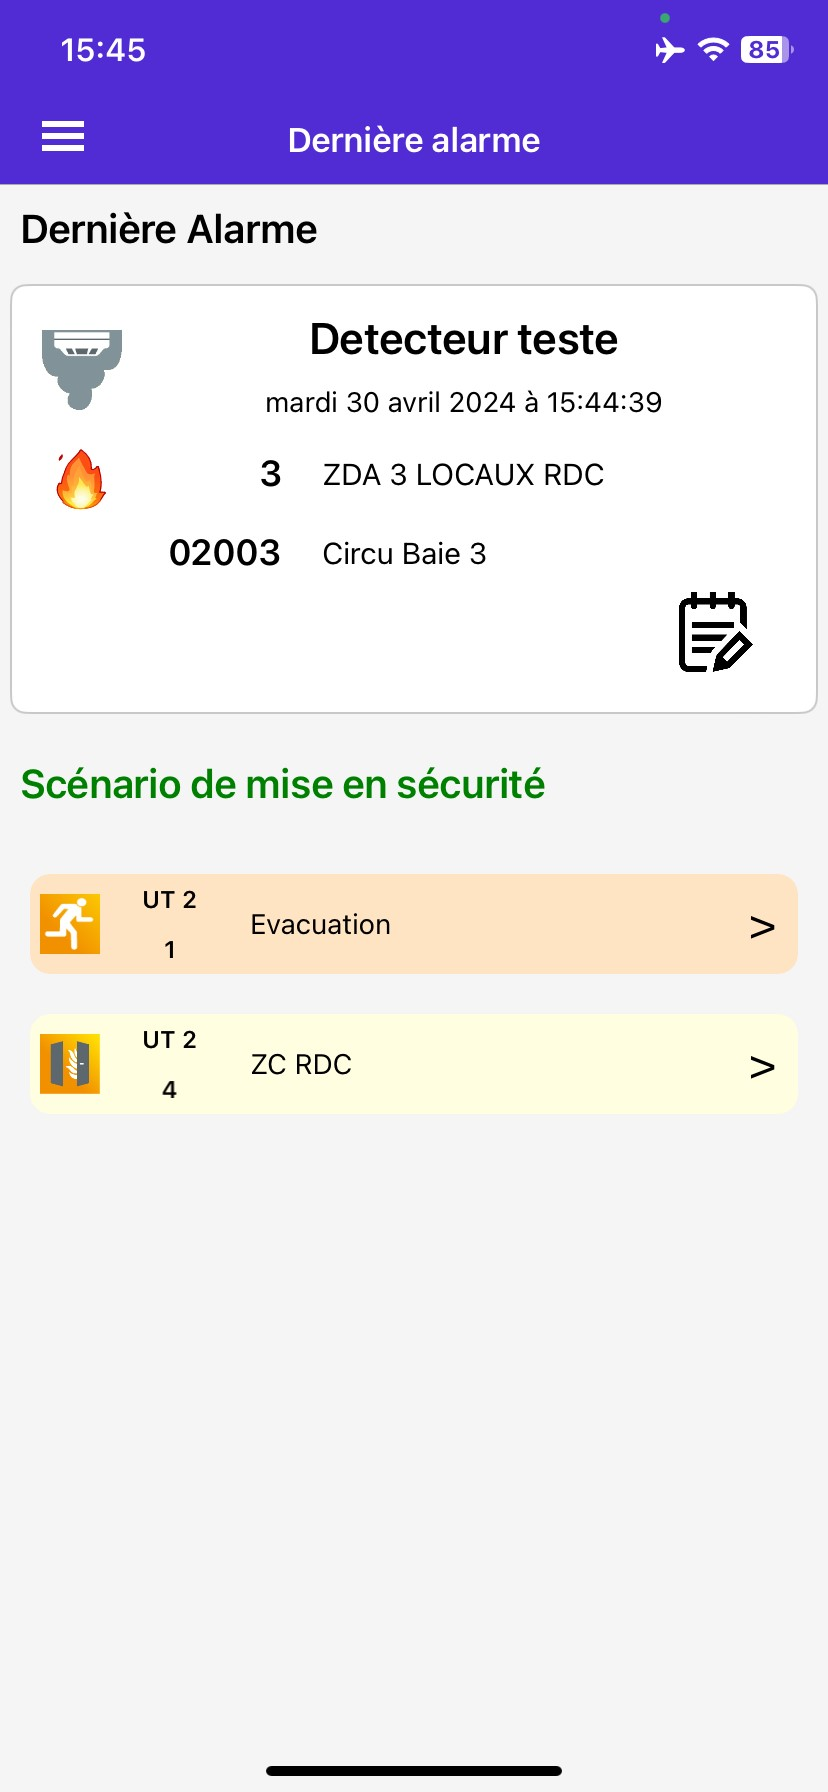 15:45
85
Dernière alarme
Dernière Alarme
Detecteur teste
mardi 30 avril 2024 à 15:44:39
3 ZDA 3 LOCAUX RDC
02003 Circu Baie 3
Scénario de mise en sécurité
UT 2
1
Evacuation
>
UT 2
4
ZC RDC
>